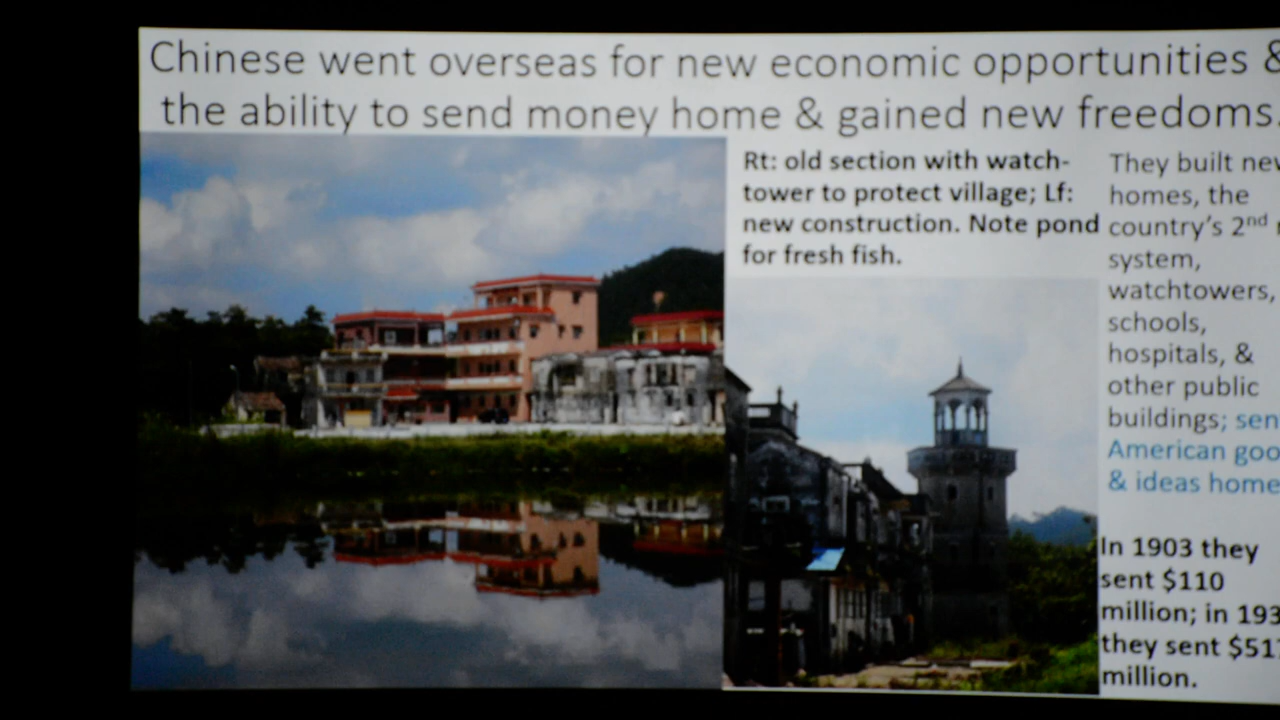 Chinese went overseas for new economic opportunities &
the ability to send money home & gained new freedoms.
Rt: old section with watch-
tower to protect village; Lf:
new construction. Note pond
for fresh fish.
They built
homes, the
country's 2nd
system,
watchtowers,
schools,
hospitals, &
other public
buildings;
American
& ideas home
In 1903 they
sent $110
million; in
they sent
million.